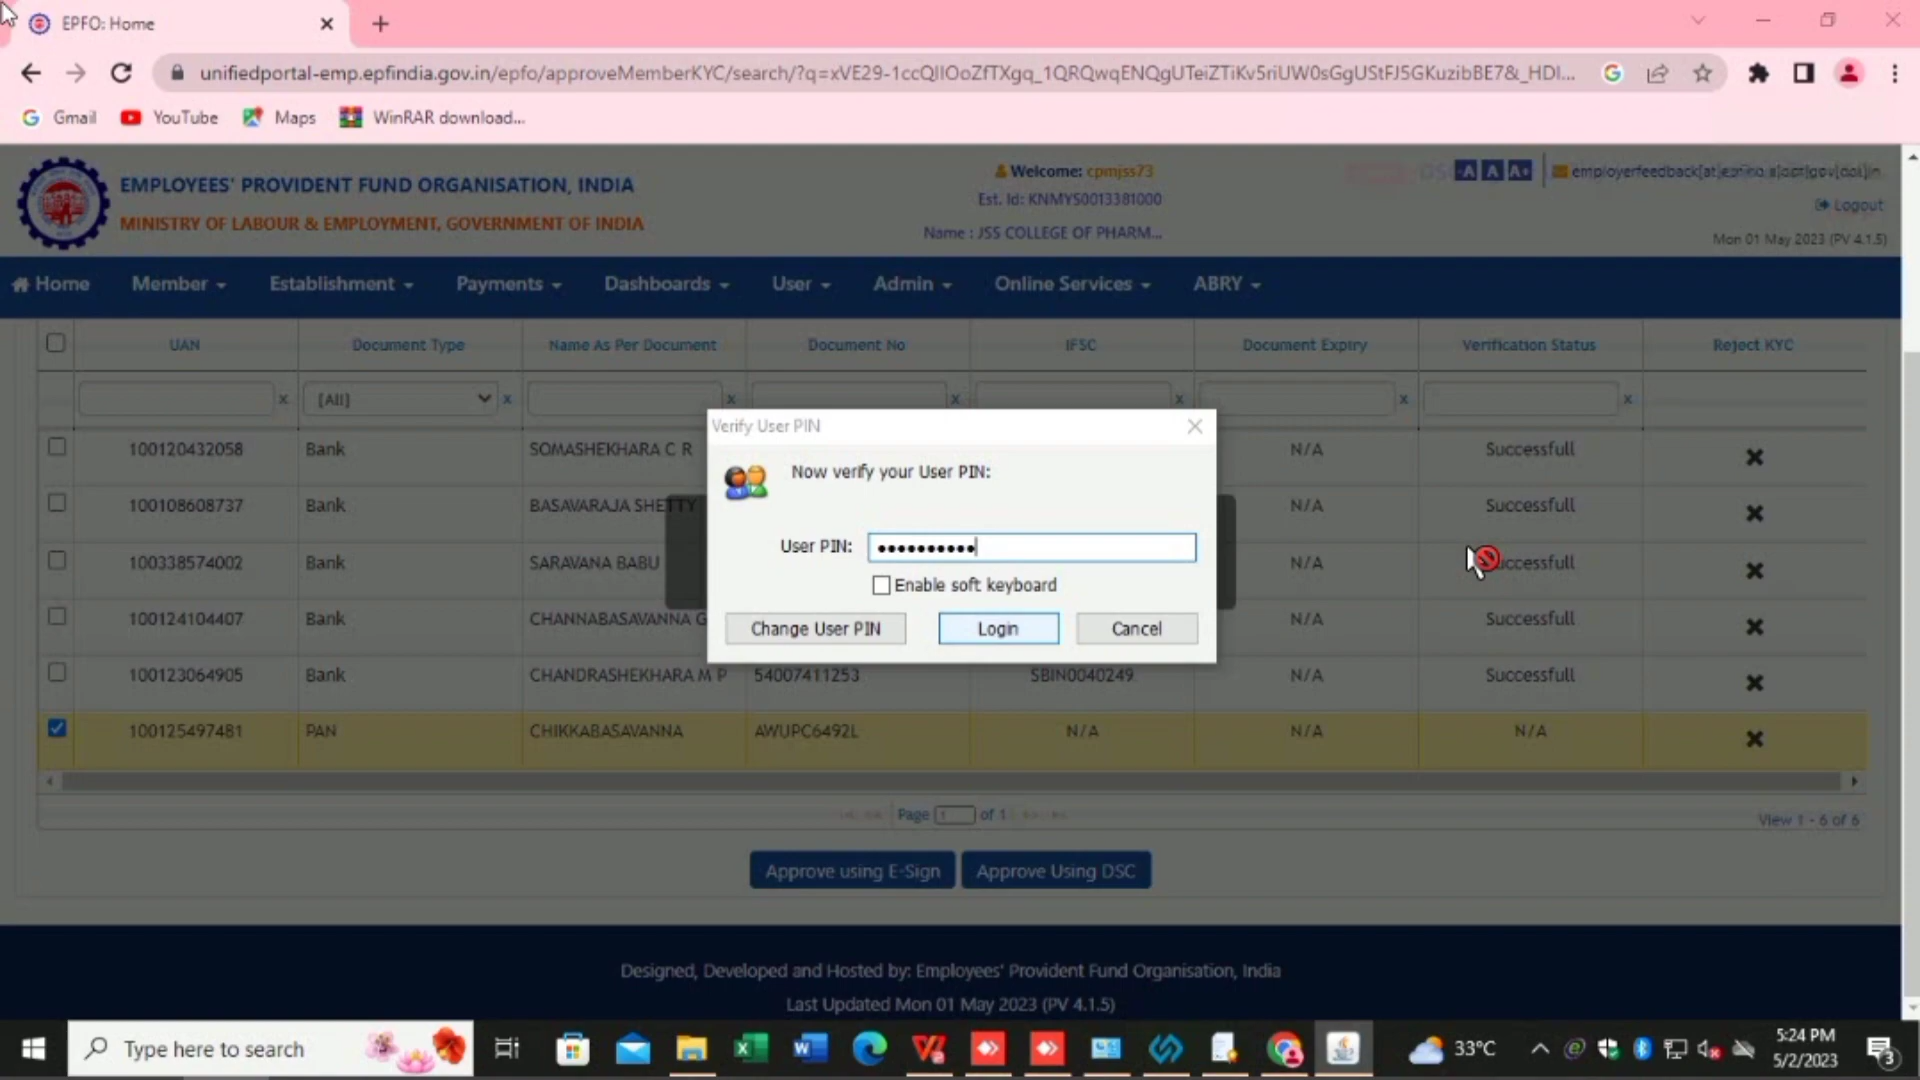 EPFO: Home
unifiedportal-emp.epfindia.gov.in/epfo/approveMemberKYC/search/?q=xVE29-1ccQIlOoZfTXgq_1QRQwqENQgUTeiZTiKv5riUW0sGgUStFJ5GKuzibBE7&_HDI...
Gmail YouTube Maps WinRAR download...
EMPLOYEES' PROVIDENT FUND ORGANISATION, INDIA
MINISTRY OF LABOUR & EMPLOYMENT, GOVERNMENT OF INDIA
Welcome: cpmjss73
Est. Id: KNMYS0013381000
Name : JSS COLLEGE OF PHARM...
-A A A+
Logout
Mon 01 May 2023 (PV 4.1.5)
Home Member Establishment Payments Dashboards User Admin Online Services ABRY
UAN Document Type Name As Per Document Document No IFSC Document Expiry Verification Status Reject KYC
x [All] x x x x x x
100120432058 Bank SOMASHEKHARA C R N/A Successfull
100108608737 Bank BASAVARAJA SHETTY N/A Successfull
100338574002 Bank SARAVANA BABU N/A
100124104407 Bank CHANNABASAVANNA G N/A Successfull
100123064905 Bank CHANDRASHEKHARA M P 54007411253 SBIN0040249 N/A Successfull
100125497481 PAN CHIKKABASAVANNA AWUPC6492L N/A N/A N/A
Verify User PIN
Now verify your User PIN:
User PIN: ••••••••••
Enable soft keyboard
Change User PIN Login Cancel
Page 1 of 1
View 1 - 6 of 6
Approve using E-Sign Approve Using DSC
Designed, Developed and Hosted by: Employees' Provident Fund Organisation, India
Last Updated Mon 01 May 2023 (PV 4.1.5)
Type here to search
33°C
5:24 PM
5/2/2023
3